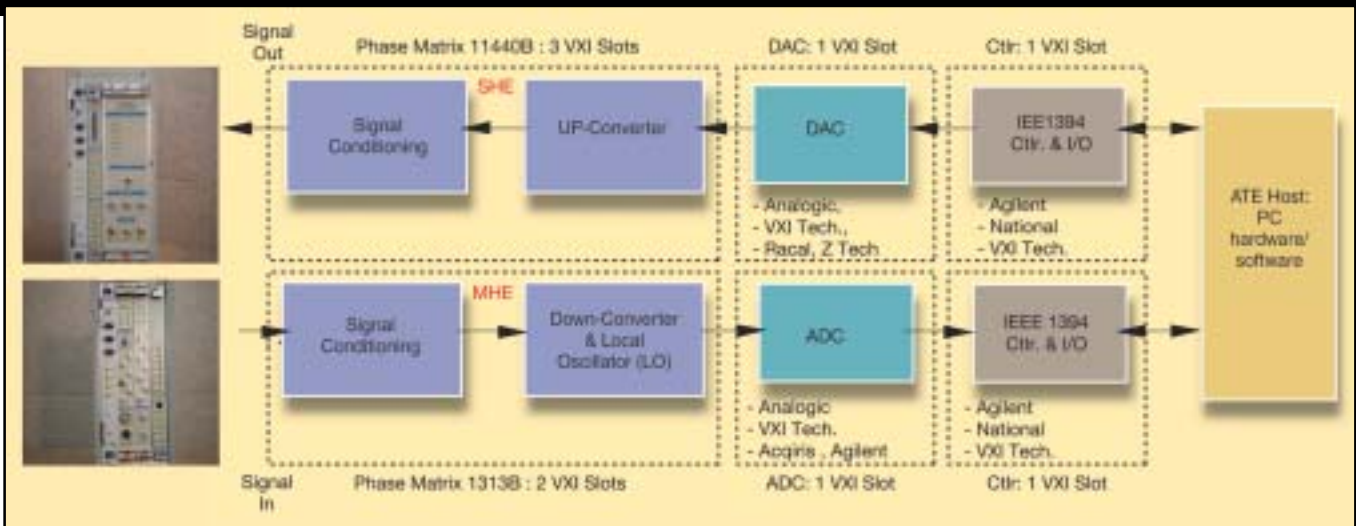 Signal
Out
Phase Matrix 11440B : 3 VXI Slots
DAC: 1 VXI Slot
Ctlr: 1 VXI Slot
SHE
Signal
Conditioning
UP-Converter
DAC
IEE1394
Ctlr. & I/O
- Analogic,
- VXI Tech.,
- Racal, Z Tech
- Agilent
- National
- VXI Tech.
ATE Host:
PC
hardware/
software
MHE
Signal
Conditioning
Down-Converter
& Local
Oscillator (LO)
ADC
IEEE 1394
Ctlr. & I/O
- Analogic
- VXI Tech.
- Acqiris , Agilent
- Agilent
- National
- VXI Tech.
Signal
In
Phase Matrix 1313B : 2 VXI Slots
ADC: 1 VXI Slot
Ctlr: 1 VXI Slot